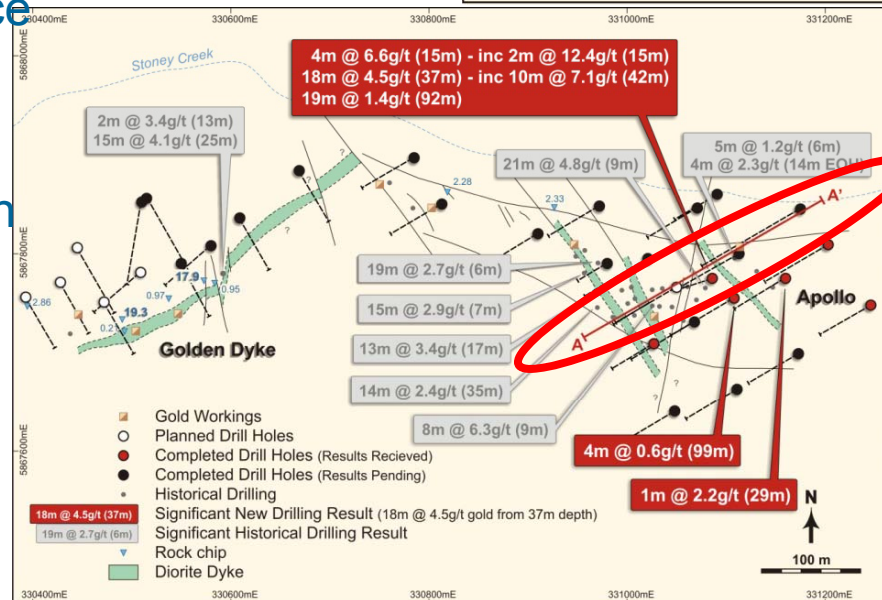 ce
n
330400mE
330600mE
330800mE
331000mE
331200mE
5868000mE
Stoney Creek
4m @ 6.6g/t (15m) - inc 2m @ 12.4g/t (15m)
18m @ 4.5g/t (37m) - inc 10m @ 7.1g/t (42m)
19m @ 1.4g/t (92m)
2m @ 3.4g/t (13m)
15m @ 4.1g/t (25m)
5m @ 1.2g/t (6m)
4m @ 2.3g/t (14m EOH)
21m @ 4.8g/t (9m)
?
?
?
?
2.28
2.33
A'
5867800mE
19m @ 2.7g/t (6m)
17.9
0.95
0.97
2.86
19.3
0.21
15m @ 2.9g/t (7m)
Apollo
13m @ 3.4g/t (17m)
A
Golden Dyke
14m @ 2.4g/t (35m)
?
?
8m @ 6.3g/t (9m)
4m @ 0.6g/t (99m)
1m @ 2.2g/t (29m)
5867600mE
Gold Workings
Planned Drill Holes
Completed Drill Holes (Results Recieved)
Completed Drill Holes (Results Pending)
Historical Drilling
18m @ 4.5g/t (37m) Significant New Drilling Result (18m @ 4.5g/t gold from 37m depth)
19m @ 2.7g/t (6m) Significant Historical Drilling Result
Rock chip
Diorite Dyke
N
100 m
330400mE
330600mE
330800mE
331000mE
331200mE